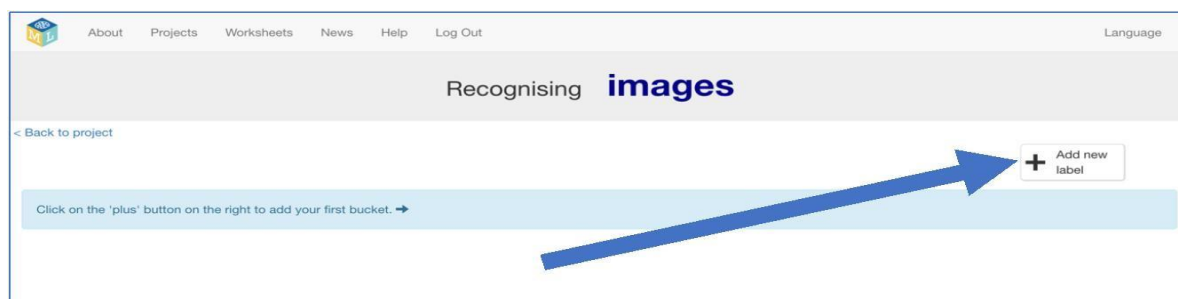 ML
About Projects Worksheets News Help Log Out Language
Recognising images
< Back to project
+ Add new
label
Click on the 'plus' button on the right to add your first bucket. ➜